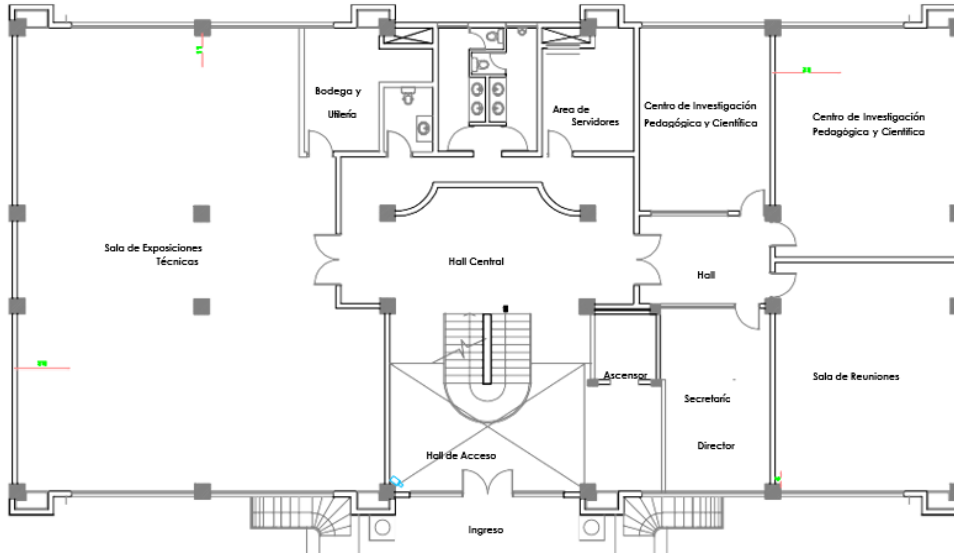 Bodega y
Utilería
Area de
Servidores
Centro de Investigación
Pedagógica y Científica
Centro de Investigación
Pedagógica y Científica
Sala de Exposiciones
Técnicas
Hall Central
Hall
Ascensor
Sala de Reuniones
Secretaric
Director
Hall de Acceso
Ingreso